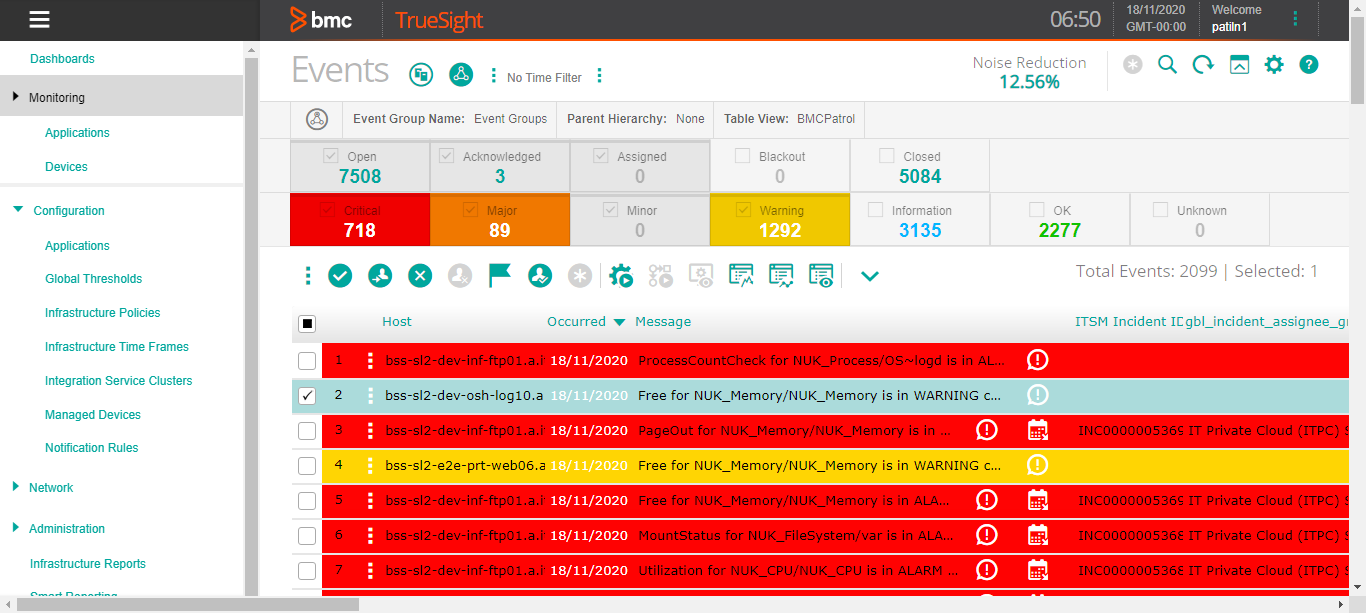 bmc TrueSight 06:50 18/11/2020 GMT-00:00 Welcome patiln1
Dashboards
Monitoring
Applications
Devices
Configuration
Applications
Global Thresholds
Infrastructure Policies
Infrastructure Time Frames
Integration Service Clusters
Managed Devices
Notification Rules
Network
Administration
Infrastructure Reports
Smart Reporting
Events No Time Filter Noise Reduction 12.56%
Event Group Name: Event Groups Parent Hierarchy: None Table View: BMCPatrol
Open Acknowledged Assigned Blackout Closed
7508 3 0 0 5084
Critical Major Minor Warning Information OK Unknown
718 89 0 1292 3135 2277 0
Total Events: 2099 | Selected: 1
Host Occurred Message ITSM Incident ID gbl_incident_assignee_gr
1 bss-sl2-dev-inf-ftp01.a.i 18/11/2020 ProcessCountCheck for NUK_Process/OS~logd is in AL...
2 bss-sl2-dev-osh-log10.a 18/11/2020 Free for NUK_Memory/NUK_Memory is in WARNING c...
3 bss-sl2-dev-inf-ftp01.a.i 18/11/2020 PageOut for NUK_Memory/NUK_Memory is in ... INC0000005369 IT Private Cloud (ITPC) S
4 bss-sl2-e2e-prt-web06.a 18/11/2020 Free for NUK_Memory/NUK_Memory is in WARNING c...
5 bss-sl2-dev-inf-ftp01.a.i 18/11/2020 Free for NUK_Memory/NUK_Memory is in ALA... INC0000005369 IT Private Cloud (ITPC) S
6 bss-sl2-dev-inf-ftp01.a.i 18/11/2020 MountStatus for NUK_FileSystem/var is in ALA... INC0000005368 IT Private Cloud (ITPC) S
7 bss-sl2-dev-inf-ftp01.a.i 18/11/2020 Utilization for NUK_CPU/NUK_CPU is in ALARM ... INC0000005368 IT Private Cloud (ITPC) S